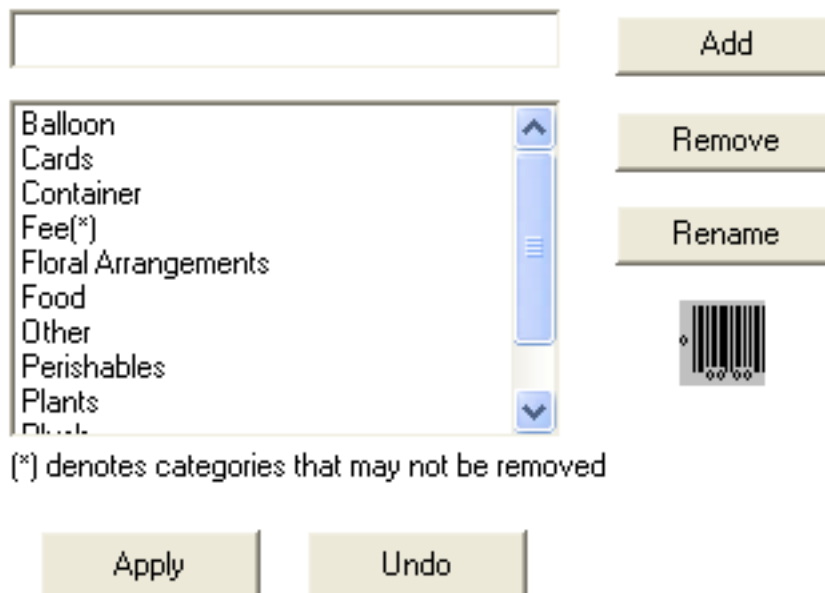 Add
Balloon
Cards
Container
Fee(*)
Floral Arrangements
Food
Other
Perishables
Plants
Remove
Rename
(*) denotes categories that may not be removed
Apply
Undo